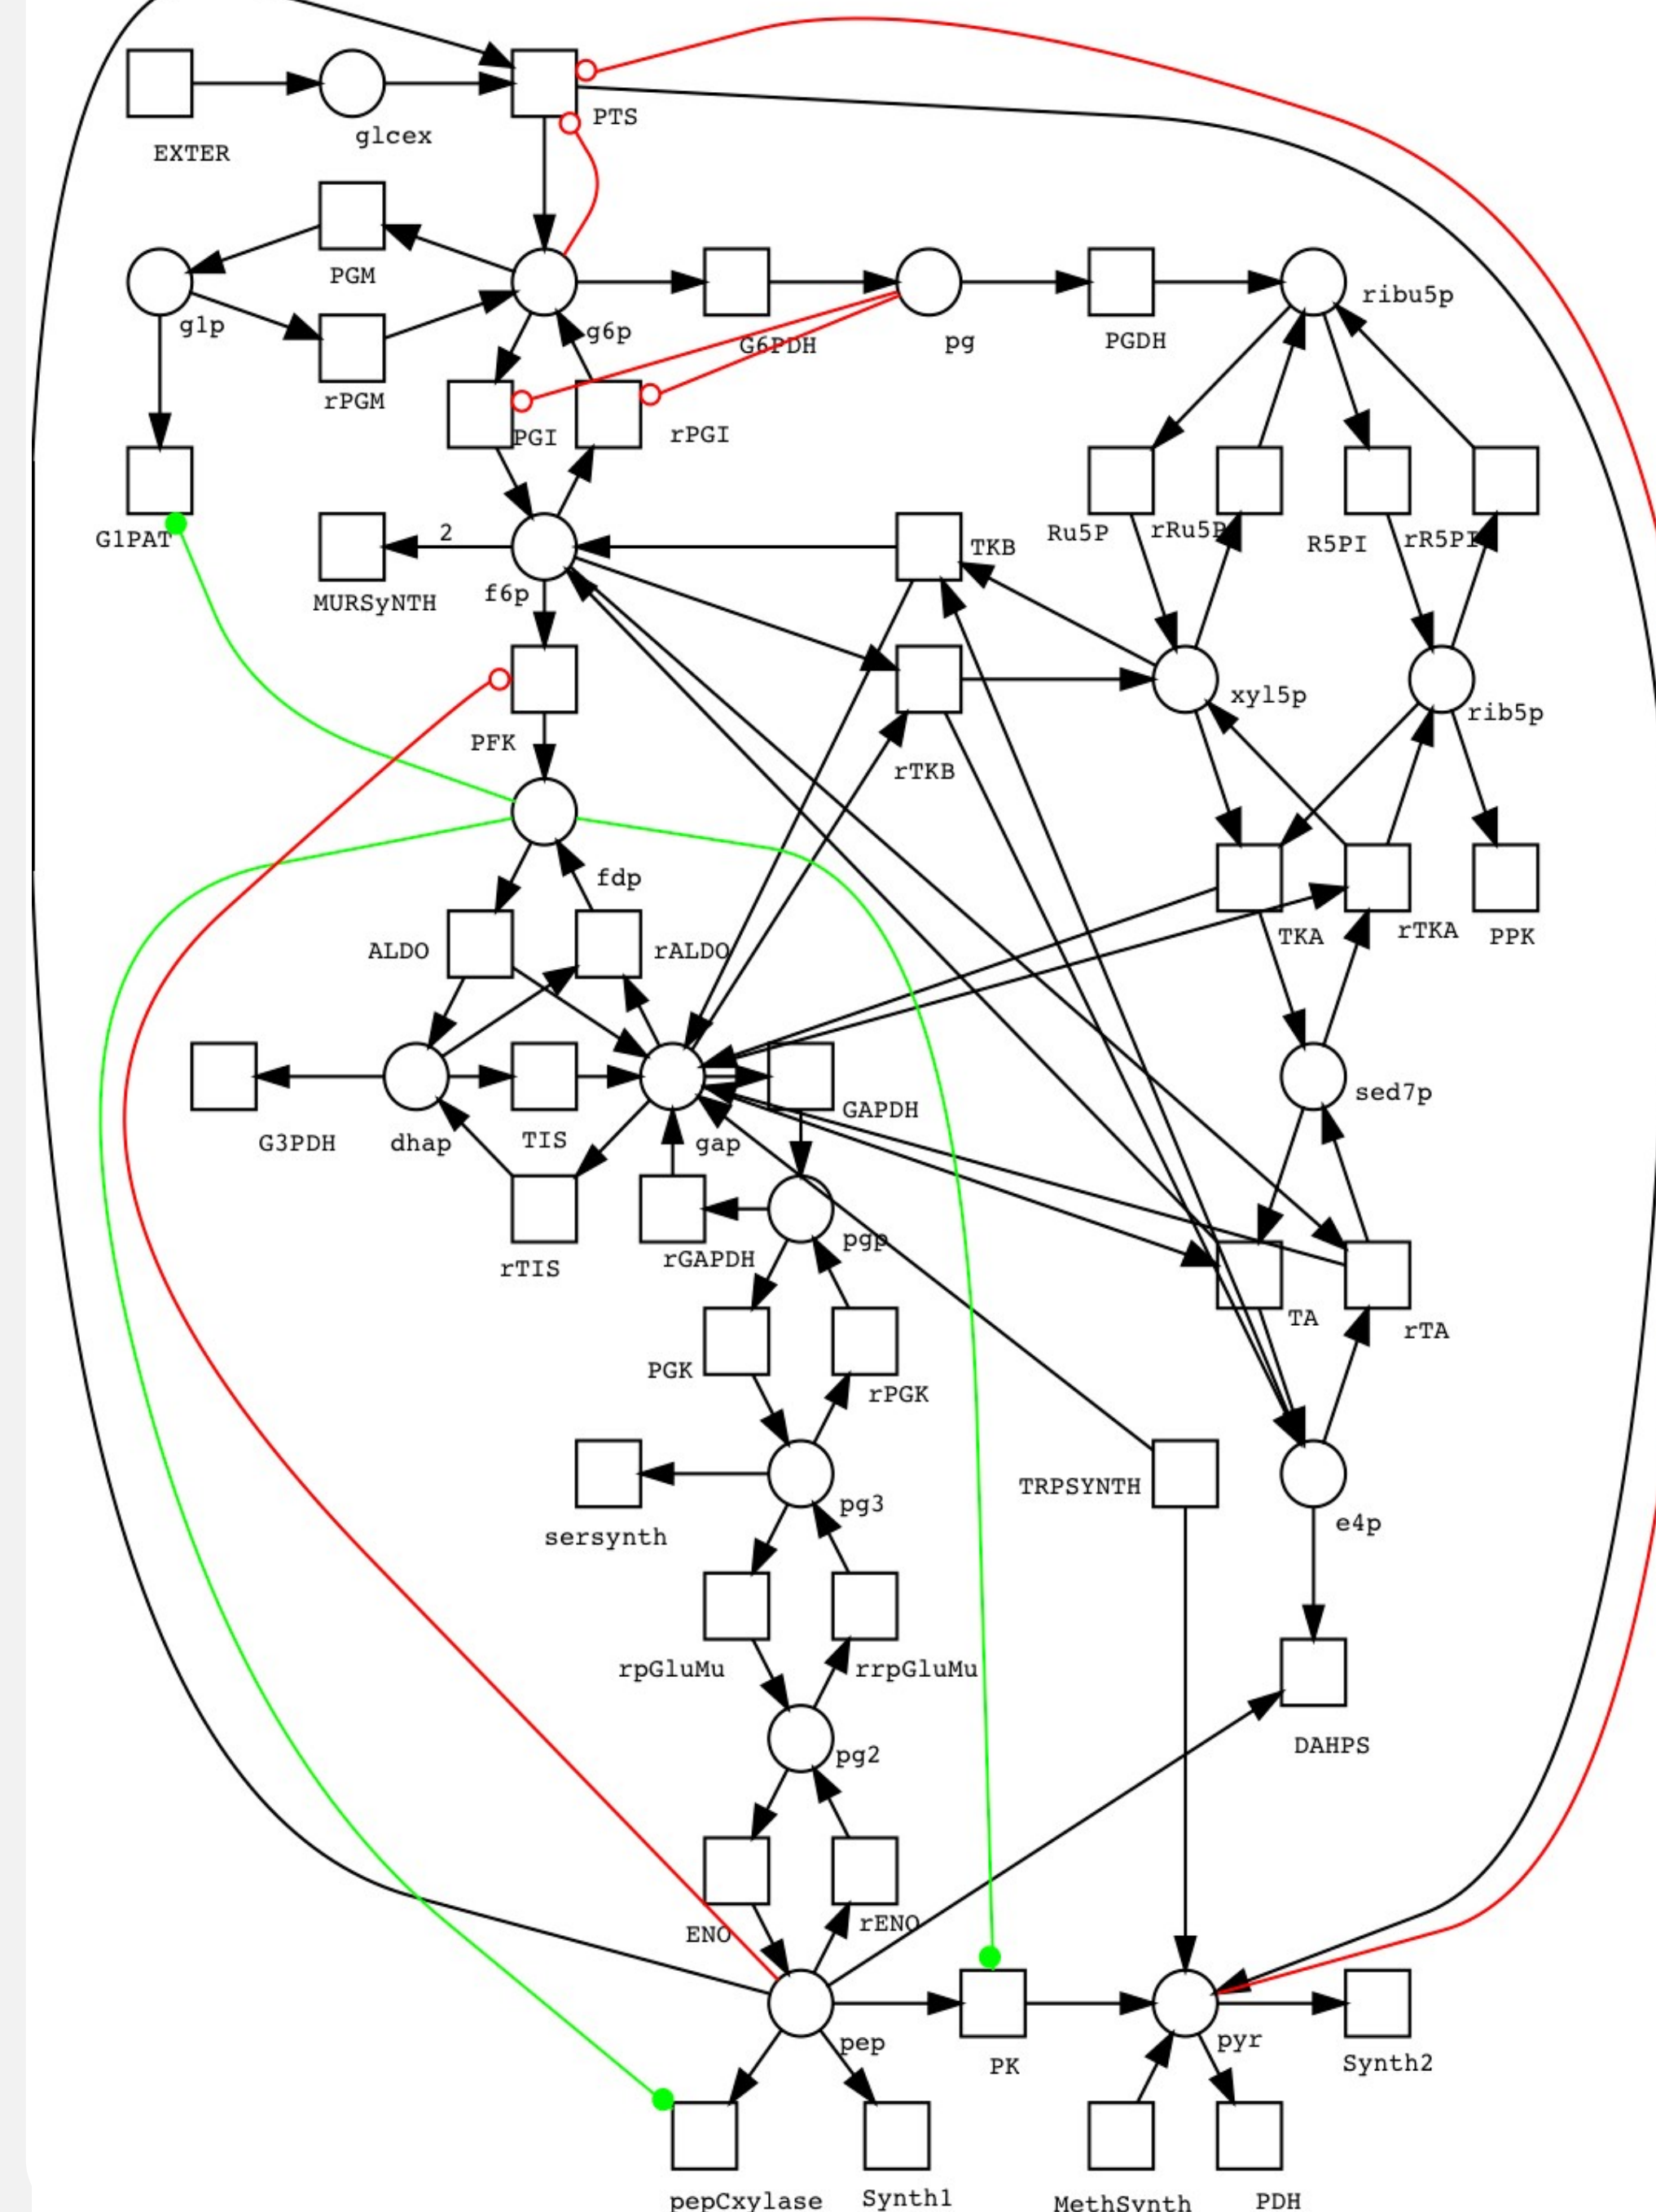 PTS
glcex
EXTER
PGM
ribu5p
g1p
g6p
G6PDH
pg
PGDH
rPGM
PGI
rPGI
2
Ru5P
rRu5P
R5PI
rR5PI
G1PAT
TKB
f6p
MURSyNTH
xyl5p
rib5p
PFK
rTKB
fdp
rTKA
TKA
PPK
ALDO
rALDO
sed7p
GAPDH
G3PDH
dhap
TIS
gap
pgp
rGAPDH
rTIS
TA
rTA
PGK
rPGK
TRPSYNTH
pg3
e4p
sersynth
rpGluMu
rrpGluMu
DAHPS
pg2
rENO
ENO
pep
pyr
PK
Synth2
pepCxylase
Synth1
MethSynth
PDH